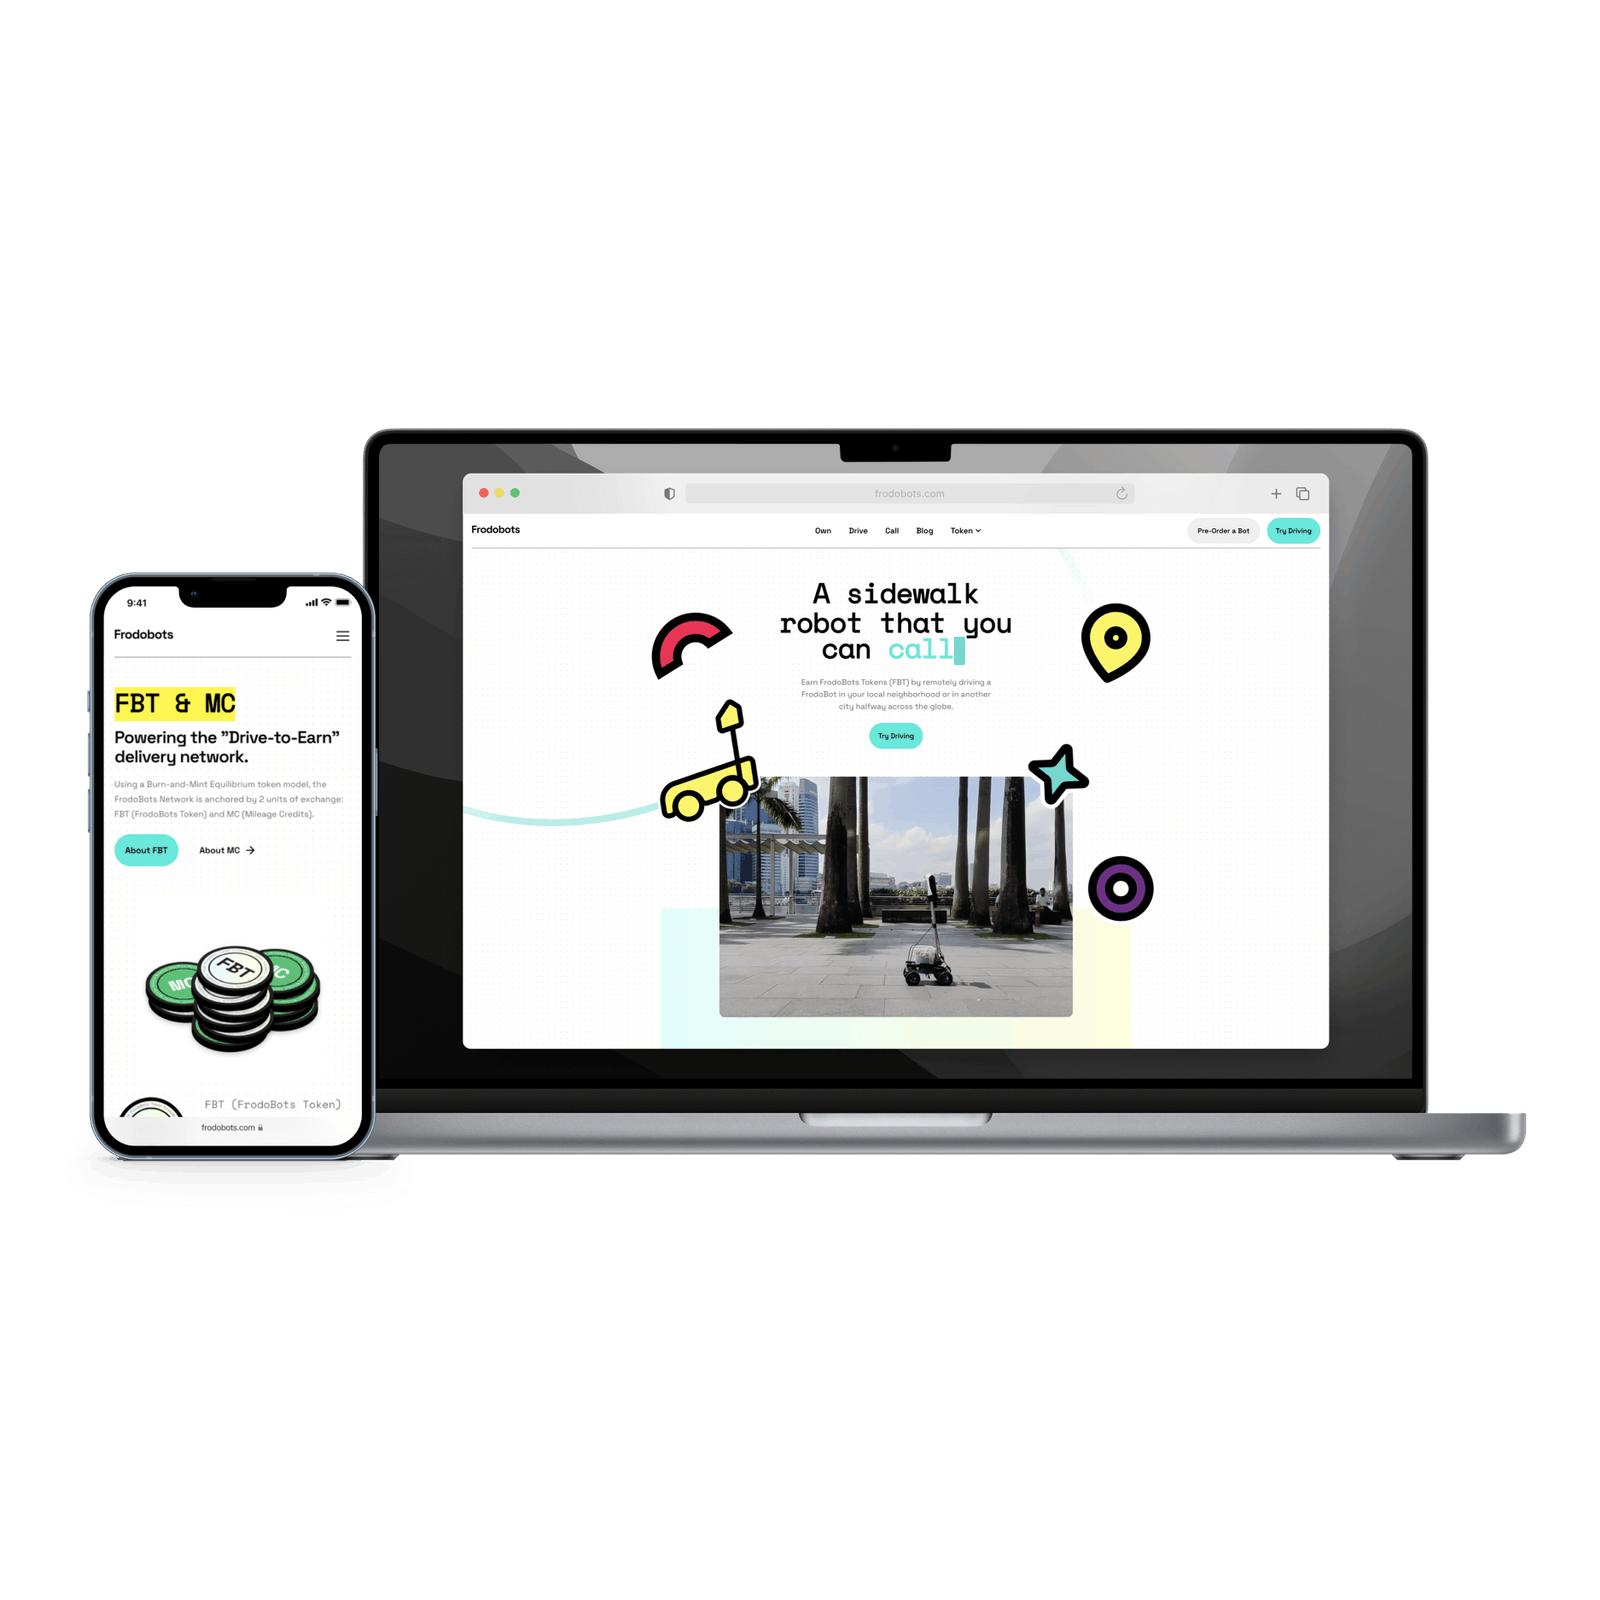 frodobots.com
Frodobots
Own Drive Call Blog Token
Pre-Order a Bot Try Driving
A sidewalk
robot that you
can call
Earn FrodoBots Tokens (FBT) by remotely driving a
FrodoBot in your local neighborhood or in another
city halfway across the globe.
Try Driving
9:41
Frodobots
FBT & MC
Powering the "Drive-to-Earn"
delivery network.
Using a Burn-and-Mint Equilibrium token model, the
FrodoBots Network is anchored by 2 units of exchange:
FBT (FrodoBots Token) and MC (Mileage Credits).
About FBT About MC →
MC FBT MC
FBT (FrodoBots Token)
frodobots.com